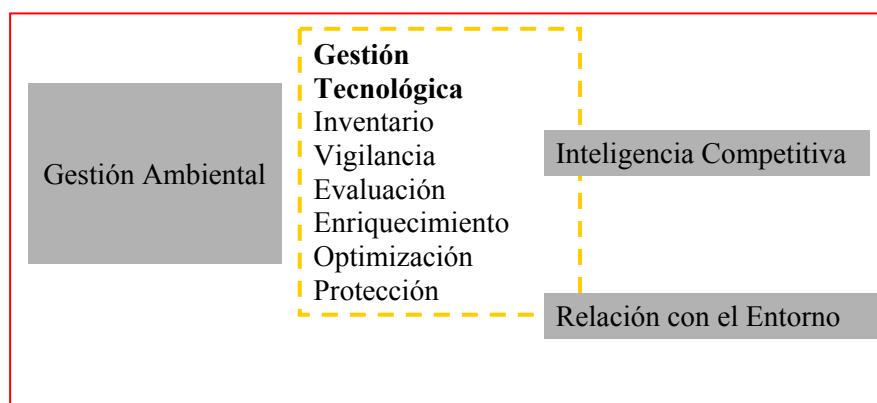 Gestión Ambiental
Gestión
Tecnológica
Inventario
Vigilancia
Evaluación
Enriquecimiento
Optimización
Protección
Inteligencia Competitiva
Relación con el Entorno